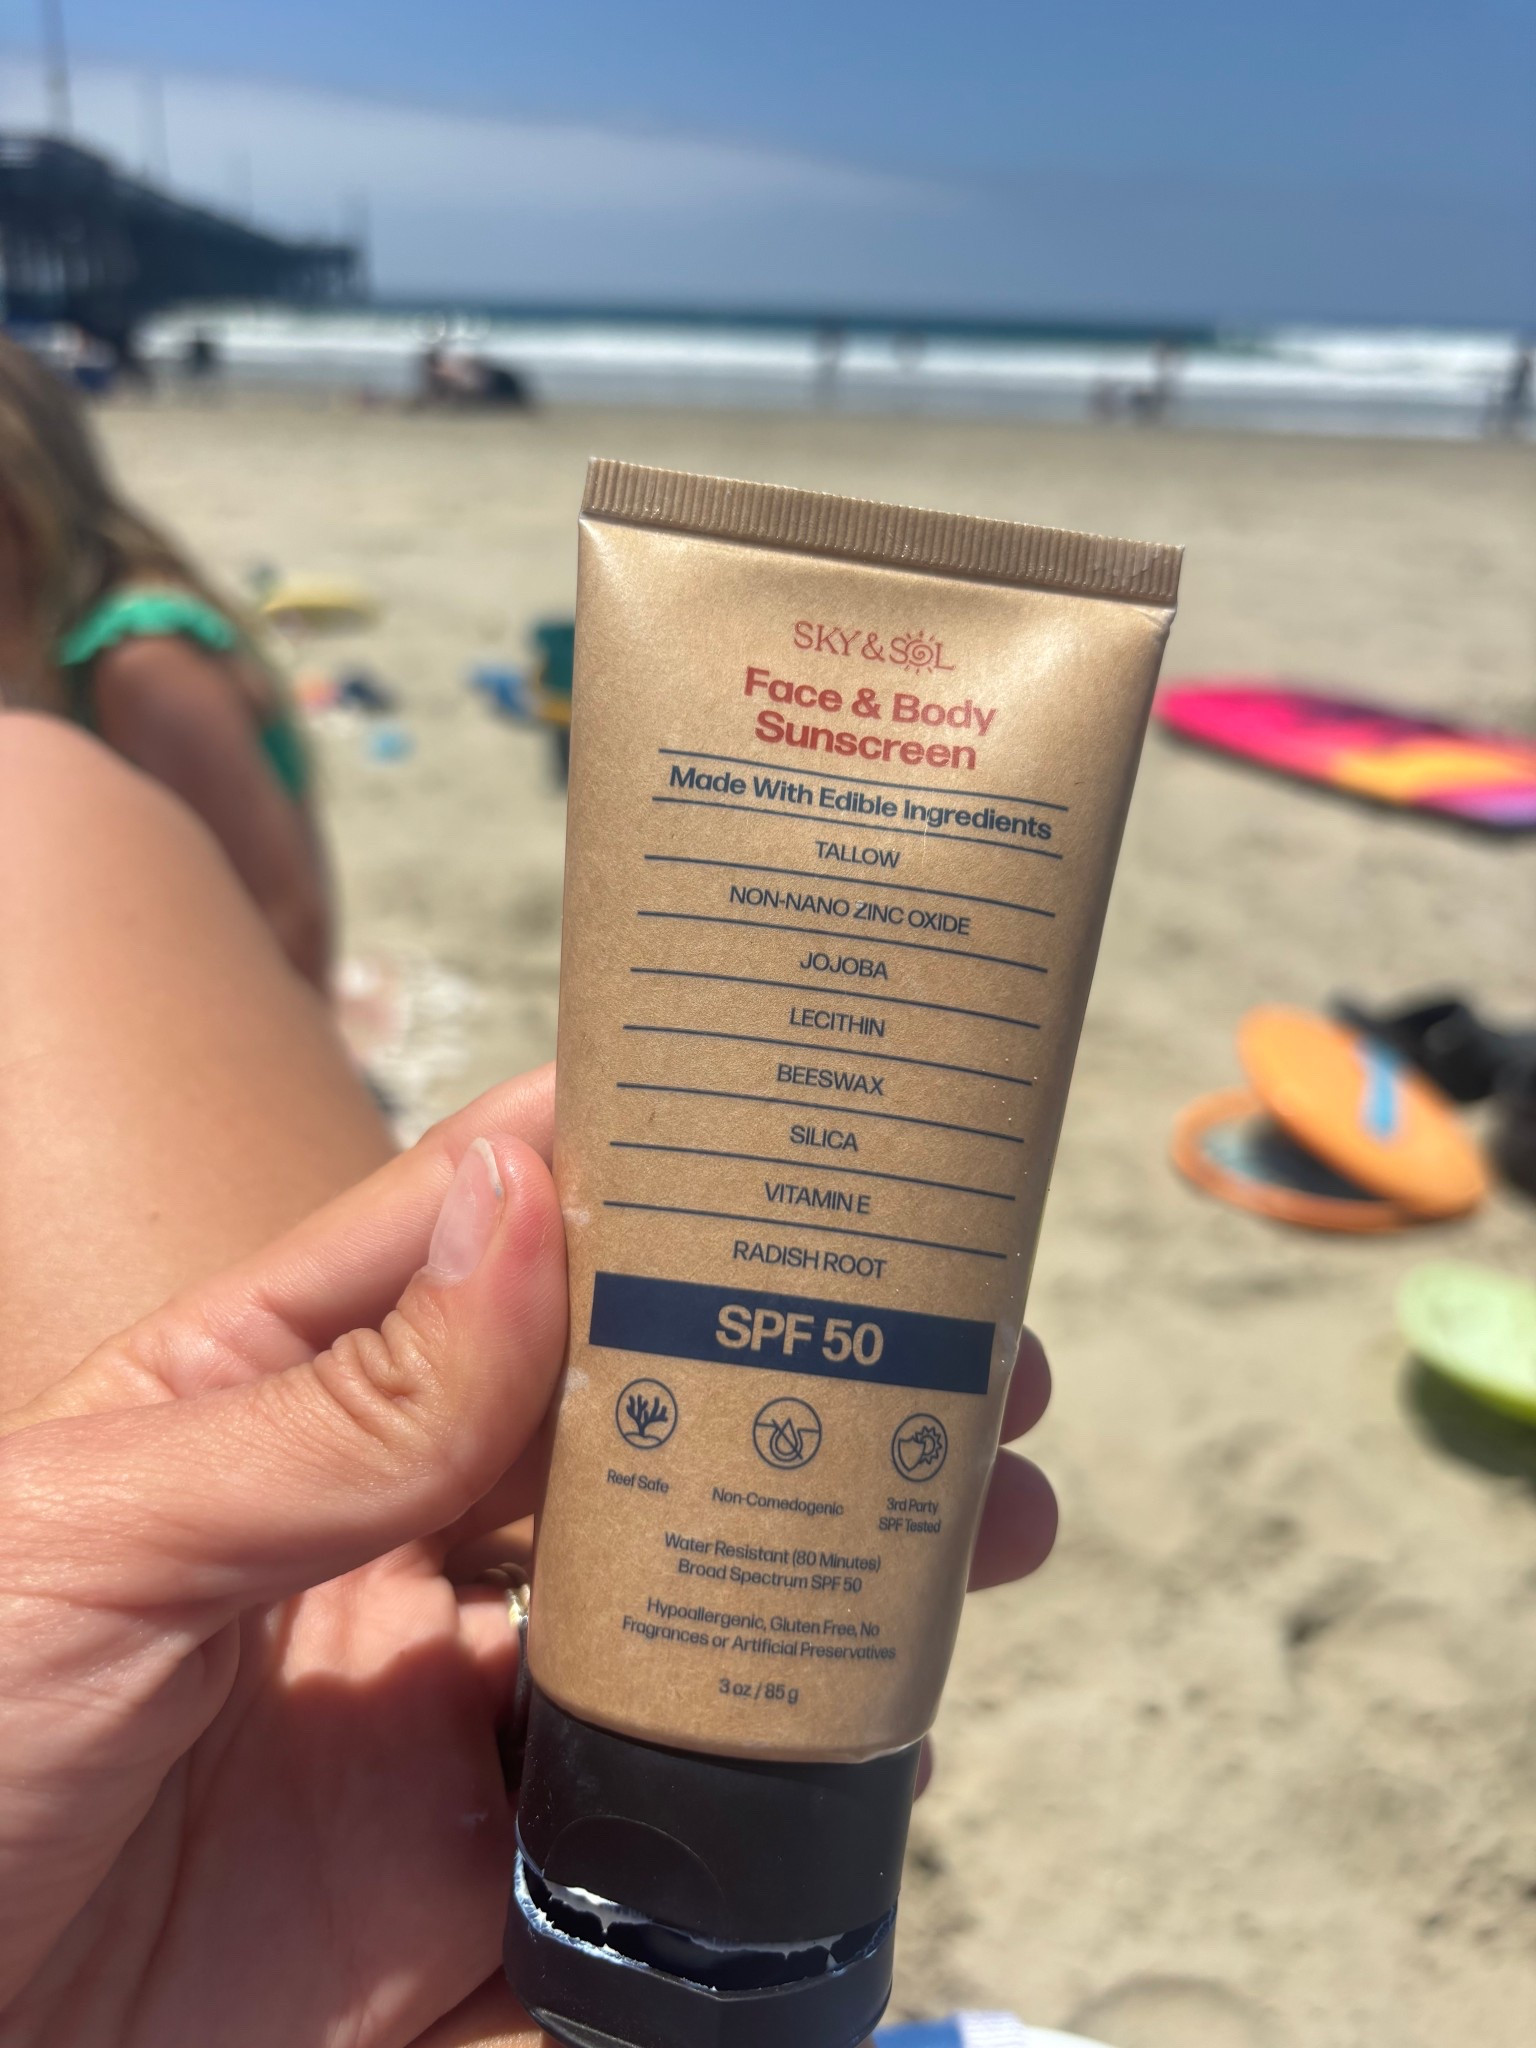 SKY & SOL
Face & Body
Sunscreen
Made With Edible Ingredients
TALLOW
NON-NANO ZINC OXIDE
JOJOBA
LECITHIN
BEESWAX
SILICA
VITAMIN E
RADISH ROOT
SPF 50
Reef Safe
Non-Comedogenic
3rd Party
SPF Tested
Water Resistant (80 Minutes)
Broad Spectrum SPF 50
Hypoallergenic, Gluten Free, No
Fragrances or Artificial Preservatives
3 oz / 85 g